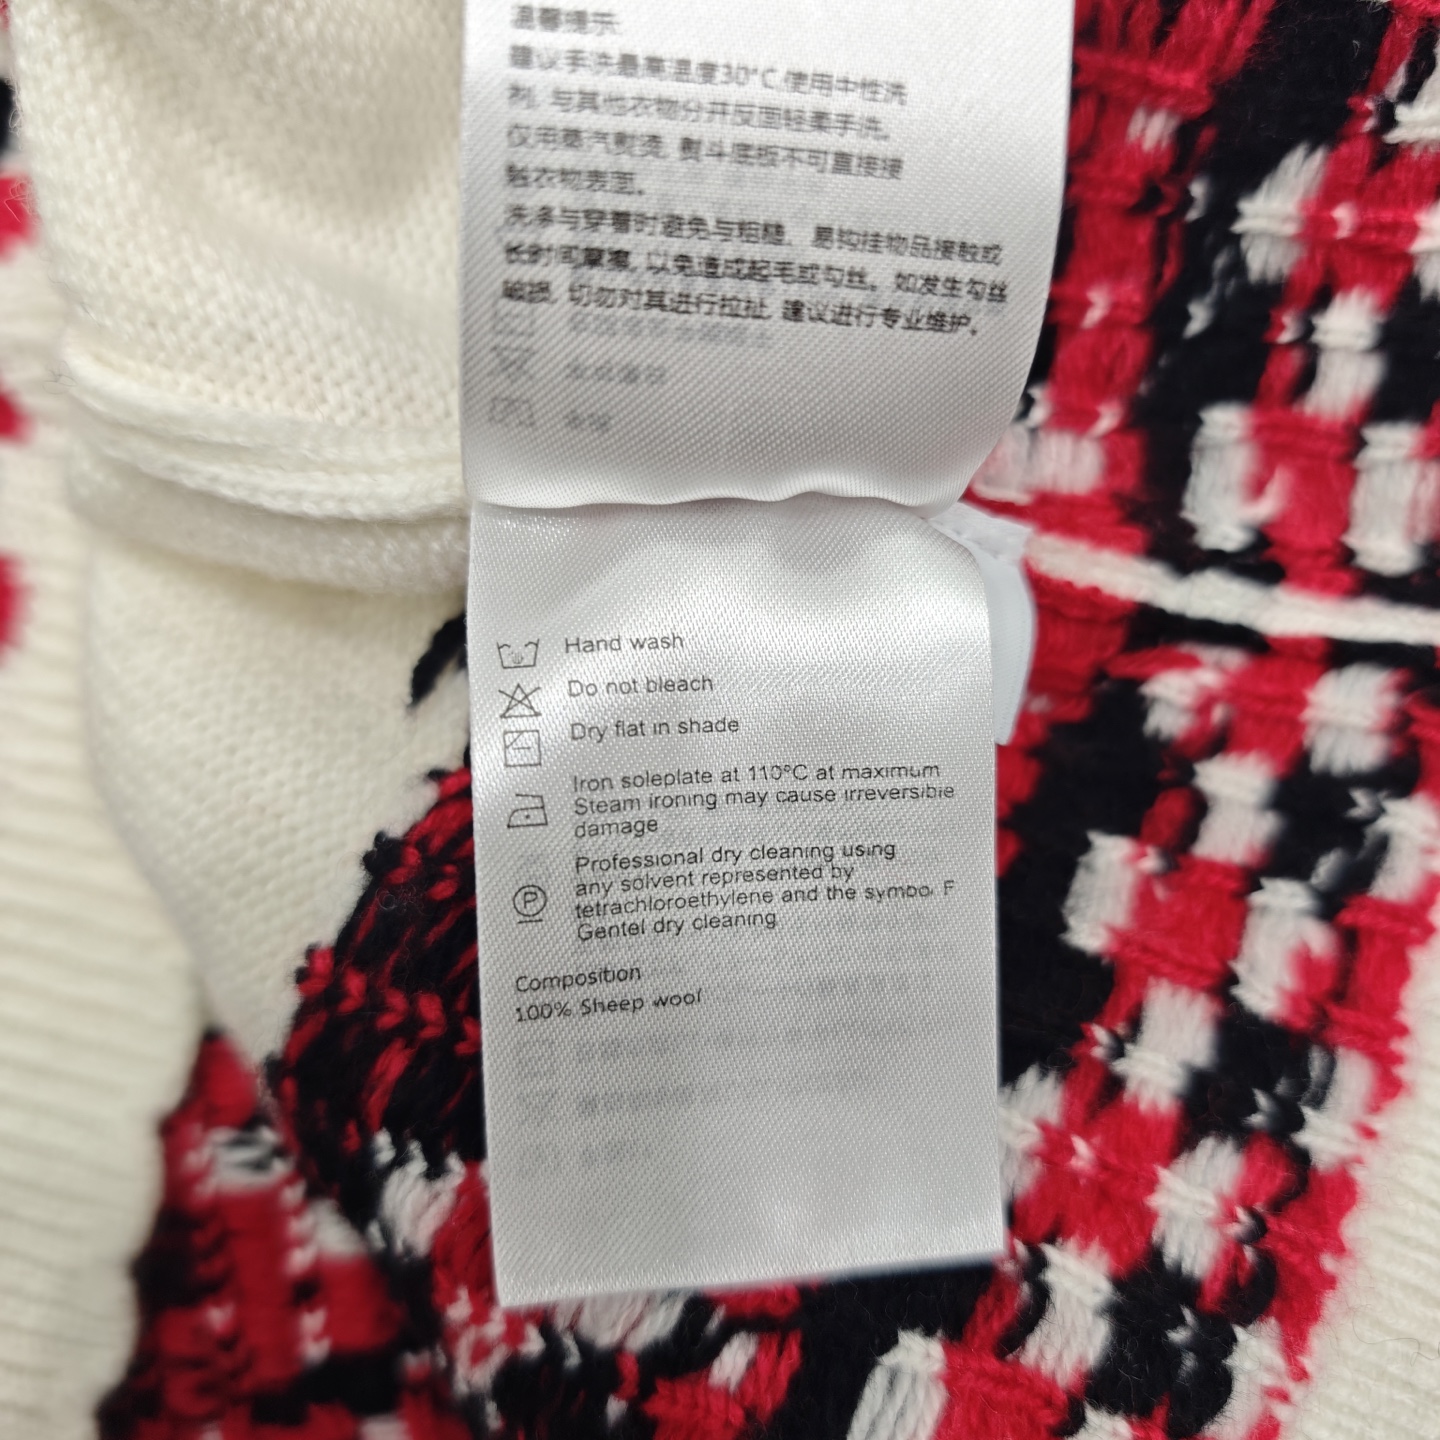 温馨提示:
建议手洗最高温度30°C,使用中性洗
剂, 与其他衣物分开反面轻柔手洗。
仅用蒸汽熨烫, 熨斗底板不可直接接
触衣物表面。
洗涤与穿着时避免与粗糙、易钩挂物品接触或
长时间摩擦, 以免造成起毛或勾丝。如发生勾丝
破损, 切勿对其进行拉扯, 建议进行专业维护。
Hand wash
Do not bleach
Dry flat in shade
Iron soleplate at 110°C at maximum
Steam ironing may cause irreversible
damage
Professional dry cleaning using
any solvent represented by
tetrachloroethylene and the symbol F
Gentel dry cleaning
P
Composition
100% Sheep wool